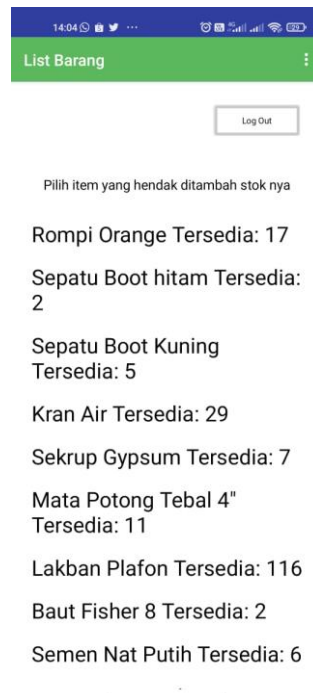 14:04 ...
29
List Barang
Log Out
Pilih item yang hendak ditambah stok nya
Rompi Orange Tersedia: 17
Sepatu Boot hitam Tersedia:
2
Sepatu Boot Kuning
Tersedia: 5
Kran Air Tersedia: 29
Sekrup Gypsum Tersedia: 7
Mata Potong Tebal 4"
Tersedia: 11
Lakban Plafon Tersedia: 116
Baut Fisher 8 Tersedia: 2
Semen Nat Putih Tersedia: 6